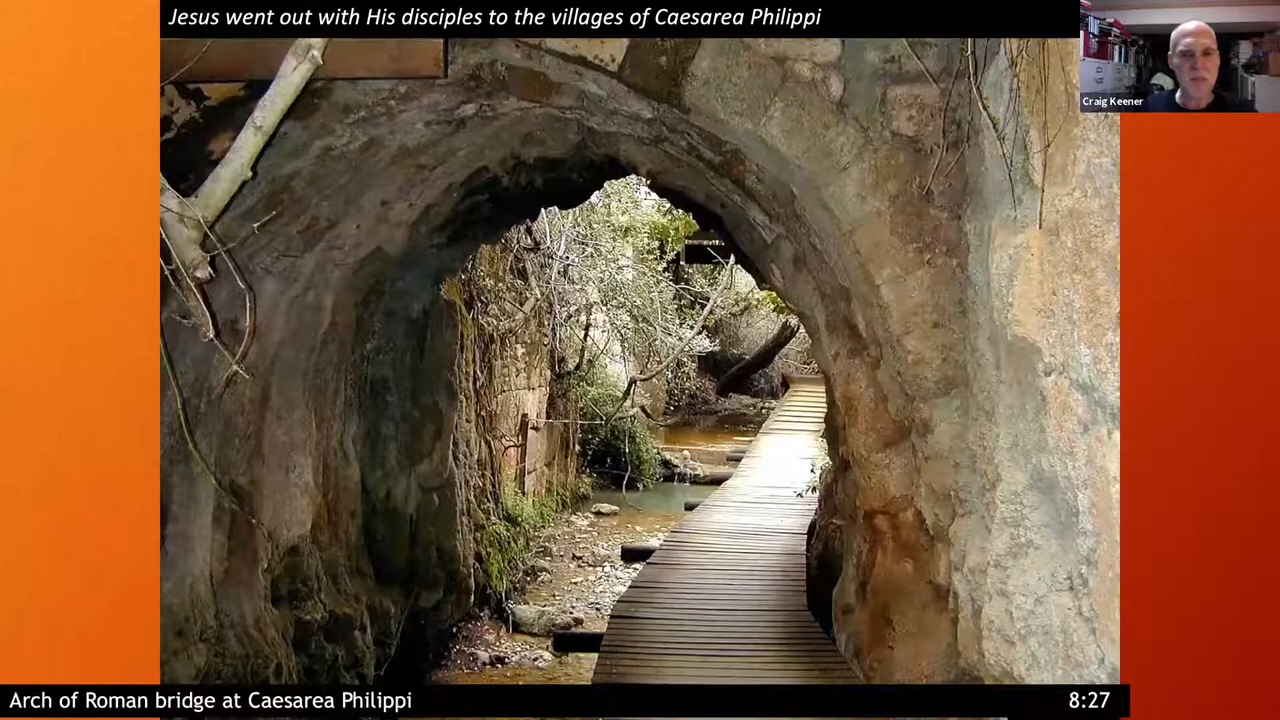 Jesus went out with His disciples to the villages of Caesarea Philippi
Craig Keener
Arch of Roman bridge at Caesarea Philippi
8:27